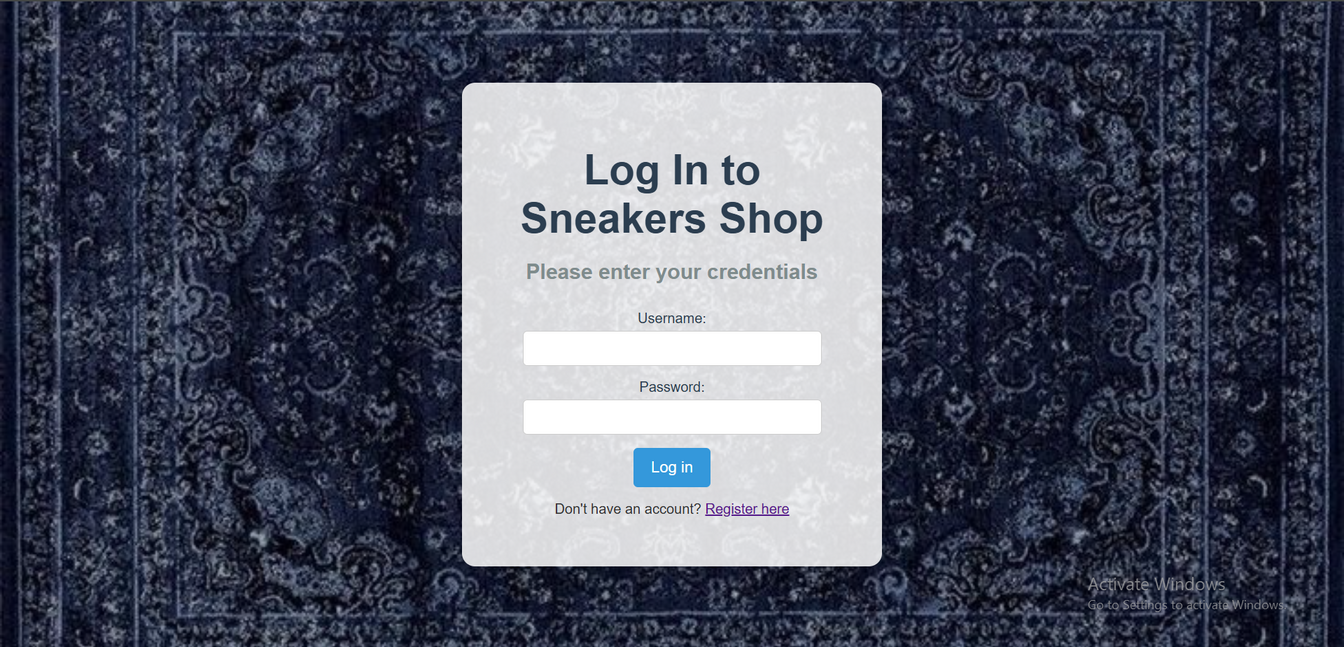 Log In to
Sneakers Shop
Please enter your credentials
Username:
Password:
Log in
Don't have an account? Register here
Activate Windows
Go to Settings to activate Windows.